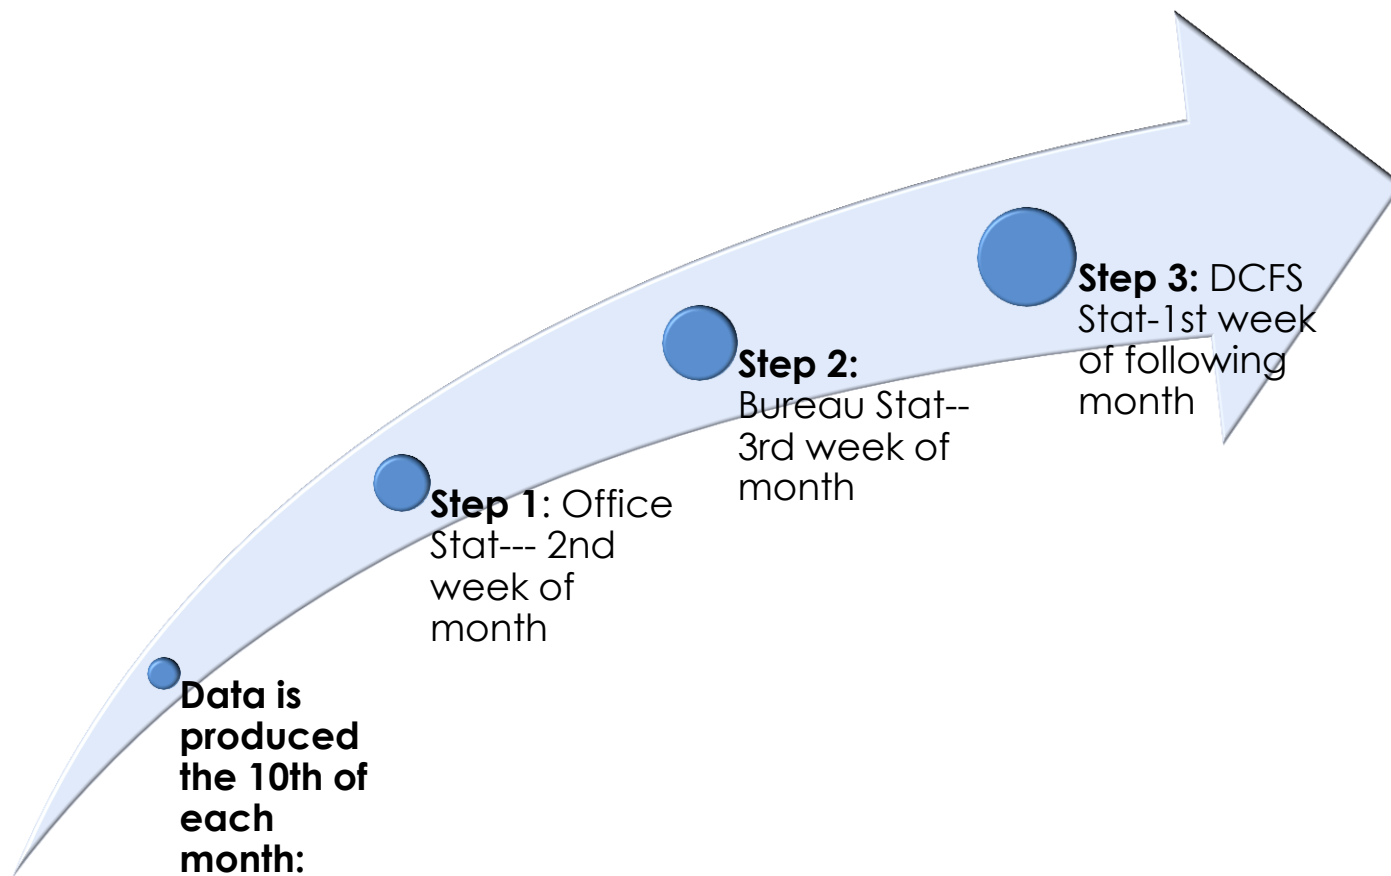 Data is
produced
the 10th of
each
month:
Step 1: Office
Stat--- 2nd
week of
month
Step 2:
Bureau Stat--
3rd week of
month
Step 3: DCFS
Stat-1st week
of following
month